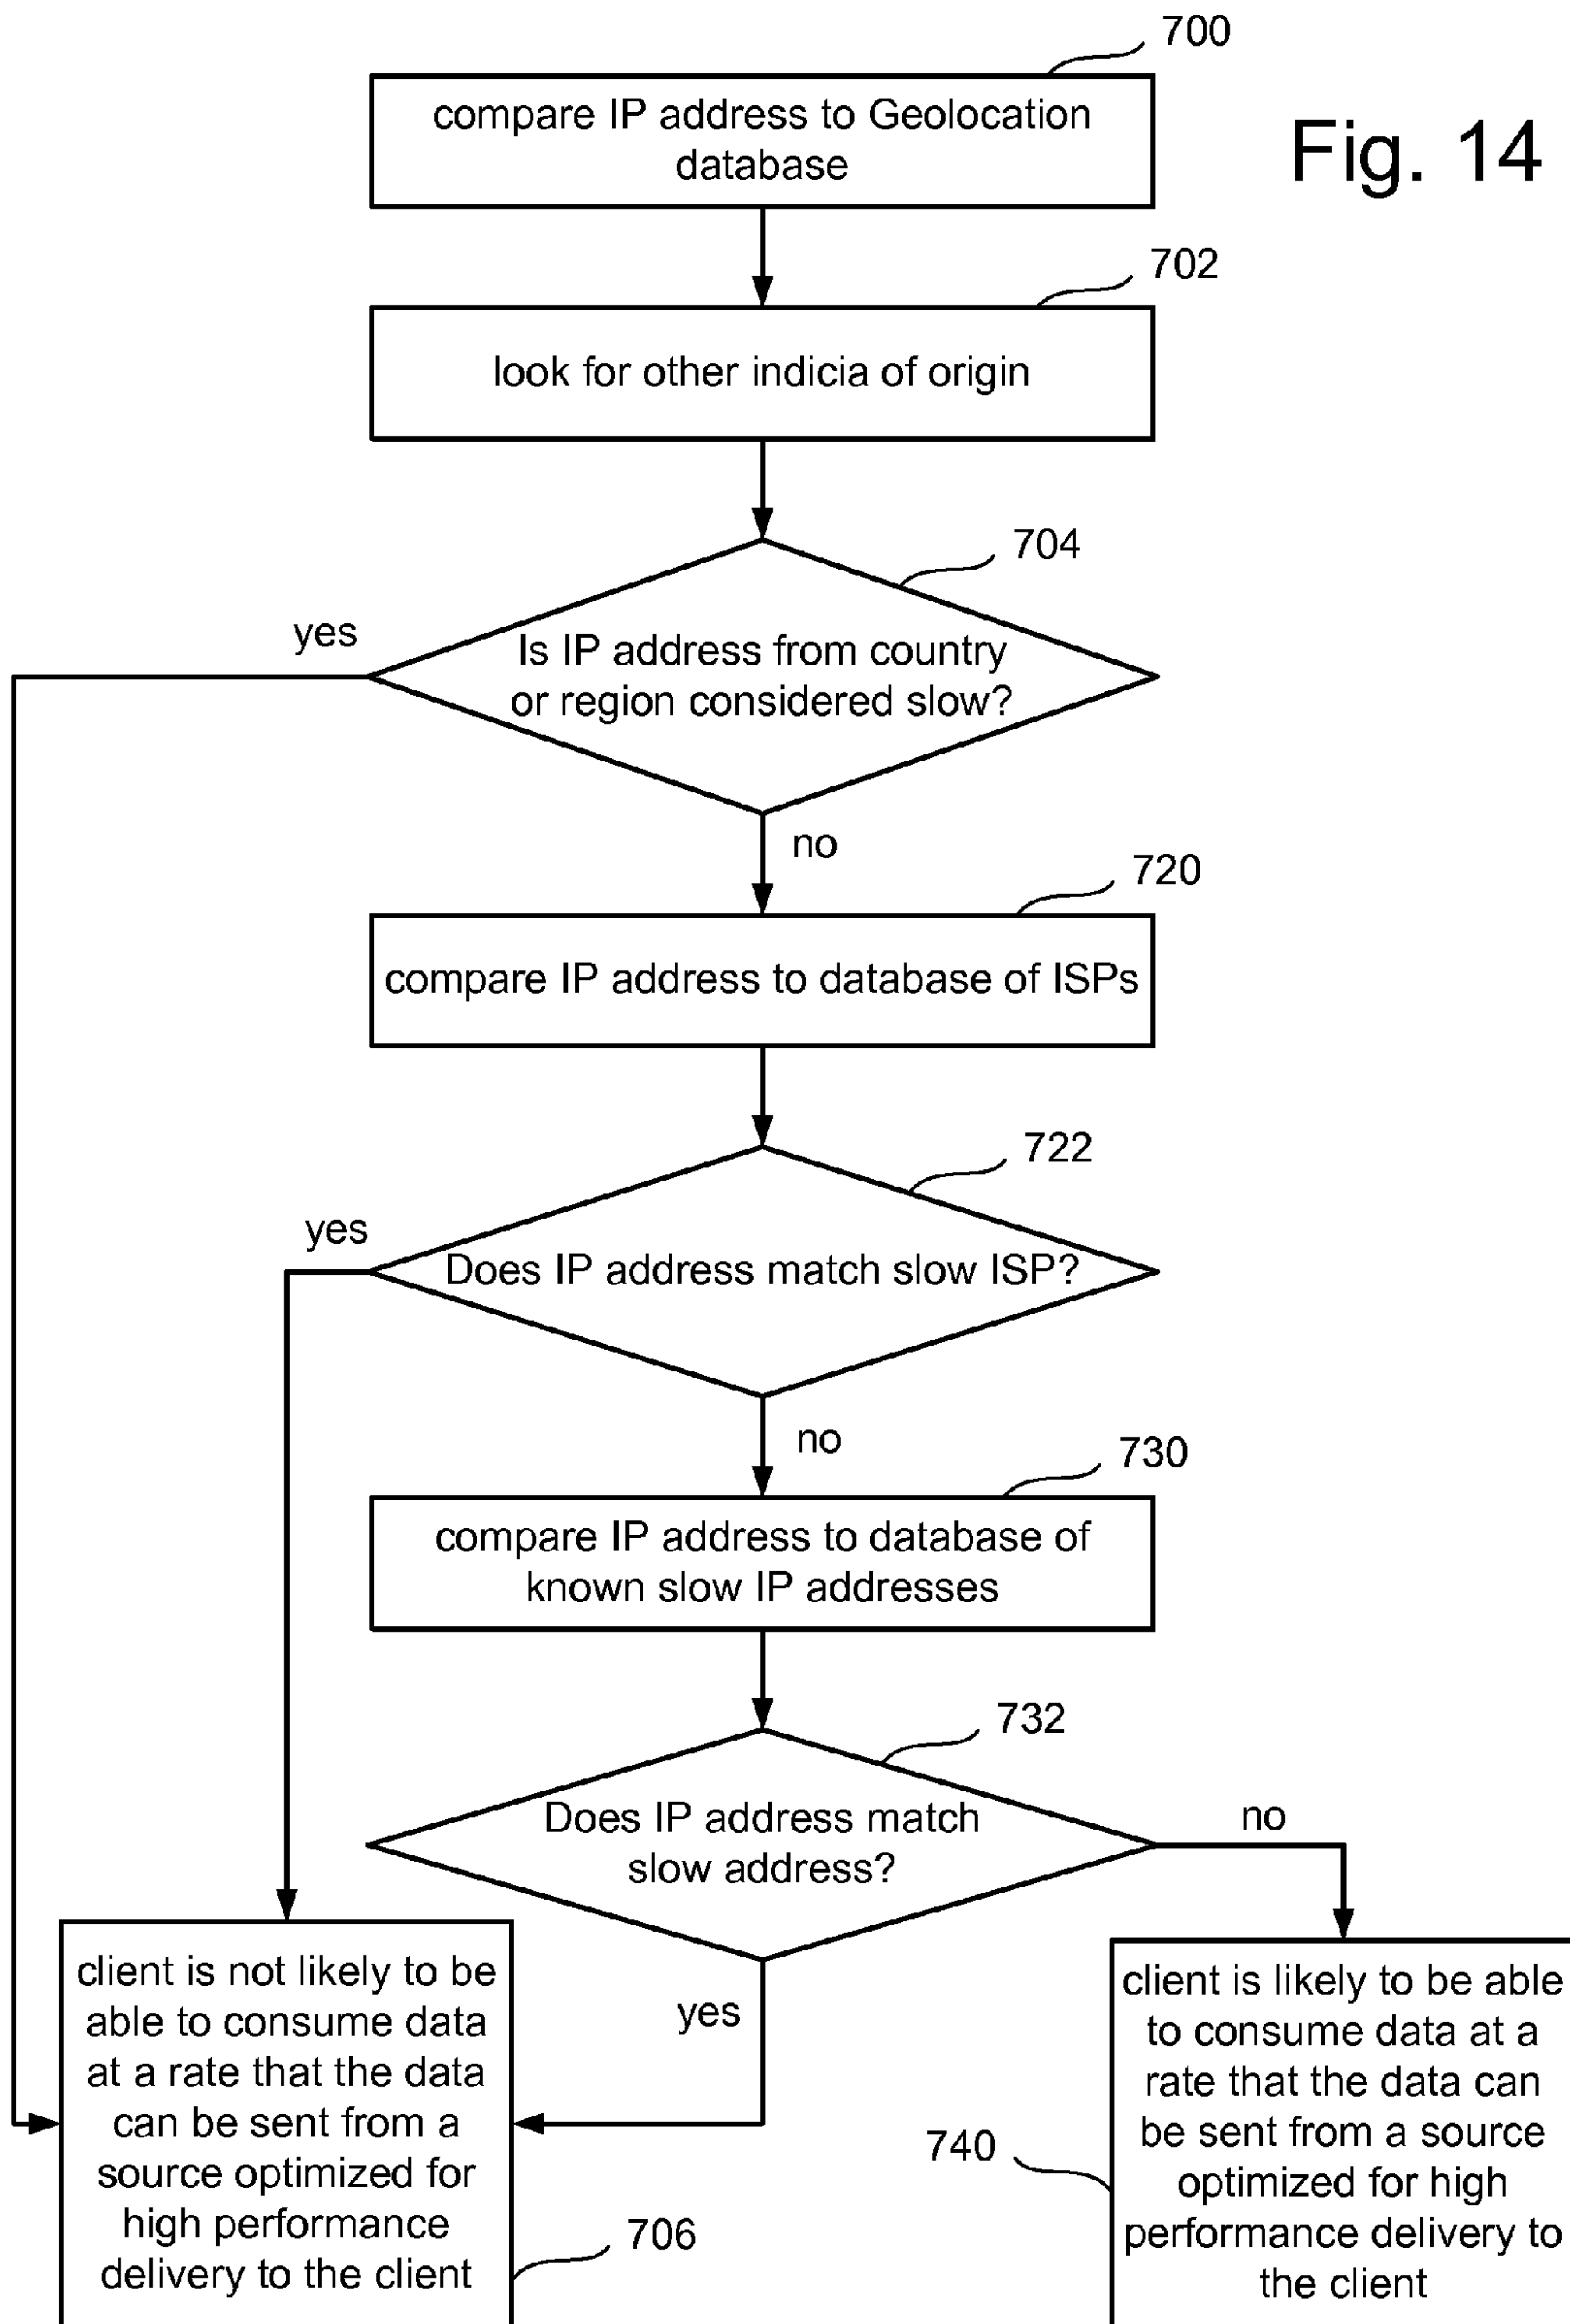 700
compare IP address to Geolocation
database
Fig. 14
702
look for other indicia of origin
704
yes
Is IP address from country
or region considered slow?
no
720
compare IP address to database of ISPs
722
yes
Does IP address match slow ISP?
no
730
compare IP address to database of
known slow IP addresses
732
Does IP address match
slow address?
no
yes
client is not likely to be
able to consume data
at a rate that the data
can be sent from a
source optimized for
high performance
delivery to the client
706
740
client is likely to be able
to consume data at a
rate that the data can
be sent from a source
optimized for high
performance delivery to
the client